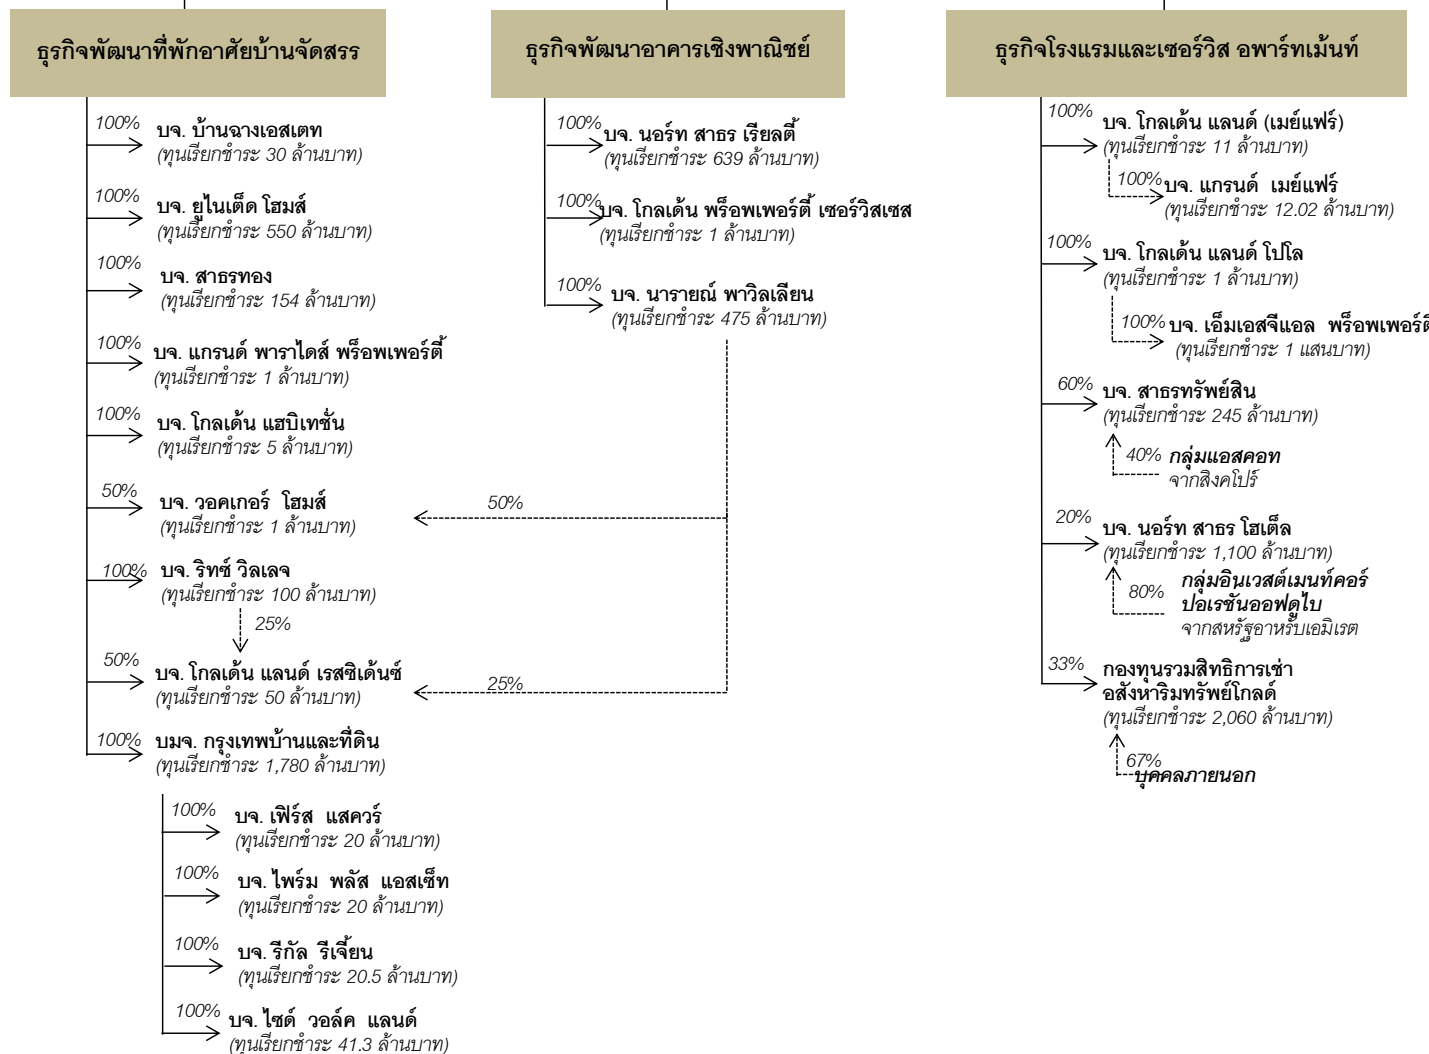 ธุรกิจพัฒนาที่พักอาศัยบ้านจัดสรร
100%
บจ. บ้านฉางเอสเตท
(ทุนเรียกชำระ 30 ล้านบาท)
100%
บจ. ยูไนเต็ด โฮมส์
(ทุนเรียกชำระ 550 ล้านบาท)
100%
บจ. สาธรทอง
(ทุนเรียกชำระ 154 ล้านบาท)
100%
บจ. แกรนด์ พาราไดส์ พร็อพเพอร์ตี้
(ทุนเรียกชำระ 1 ล้านบาท)
100%
บจ. โกลเด้น แฮบิเทชั่น
(ทุนเรียกชำระ 5 ล้านบาท)
50%
บจ. วอคเกอร์ โฮมส์
(ทุนเรียกชำระ 1 ล้านบาท)
100%
บจ. ริทซ์ วิลเลจ
(ทุนเรียกชำระ 100 ล้านบาท)
25%
50%
บจ. โกลเด้น แลนด์ เรสซิเด้นซ์
(ทุนเรียกชำระ 50 ล้านบาท)
100%
บมจ. กรุงเทพบ้านและที่ดิน
(ทุนเรียกชำระ 1,780 ล้านบาท)
100%
บจ. เฟิร์ส แสควร์
(ทุนเรียกชำระ 20 ล้านบาท)
100%
บจ. ไพร์ม พลัส แอสเซ็ท
(ทุนเรียกชำระ 20 ล้านบาท)
100%
บจ. รีกัล รีเจี้ยน
(ทุนเรียกชำระ 20.5 ล้านบาท)
100%
บจ. ไซด์ วอล์ค แลนด์
(ทุนเรียกชำระ 41.3 ล้านบาท)
ธุรกิจพัฒนาอาคารเชิงพาณิชย์
100%
บจ. นอร์ท สาธร เรียลตี้
(ทุนเรียกชำระ 639 ล้านบาท)
100%
บจ. โกลเด้น พร็อพเพอร์ตี้ เซอร์วิสเซส
(ทุนเรียกชำระ 1 ล้านบาท)
100%
บจ. นารายณ์ พาวิลเลียน
(ทุนเรียกชำระ 475 ล้านบาท)
50%
25%
ธุรกิจโรงแรมและเซอร์วิส อพาร์ทเม้นท์
100%
บจ. โกลเด้น แลนด์ (เมย์แฟร์)
(ทุนเรียกชำระ 11 ล้านบาท)
100%
บจ. แกรนด์ เมย์แฟร์
(ทุนเรียกชำระ 12.02 ล้านบาท)
100%
บจ. โกลเด้น แลนด์ โปโล
(ทุนเรียกชำระ 1 ล้านบาท)
100%
บจ. เอ็มเอสจีแอล พร็อพเพอร์ตี้
(ทุนเรียกชำระ 1 แสนบาท)
60%
บจ. สาธรทรัพย์สิน
(ทุนเรียกชำระ 245 ล้านบาท)
40%
กลุ่มแอสคอท
จากสิงคโปร์
20%
บจ. นอร์ท สาธร โฮเต็ล
(ทุนเรียกชำระ 1,100 ล้านบาท)
80%
กลุ่มอินเวสต์เมนท์คอร์
ปอเรชันออฟดูไบ
จากสหรัฐอาหรับเอมิเรต
33%
กองทุนรวมสิทธิการเช่า
อสังหาริมทรัพย์โกลด์
(ทุนเรียกชำระ 2,060 ล้านบาท)
67%
บุคคลภายนอก